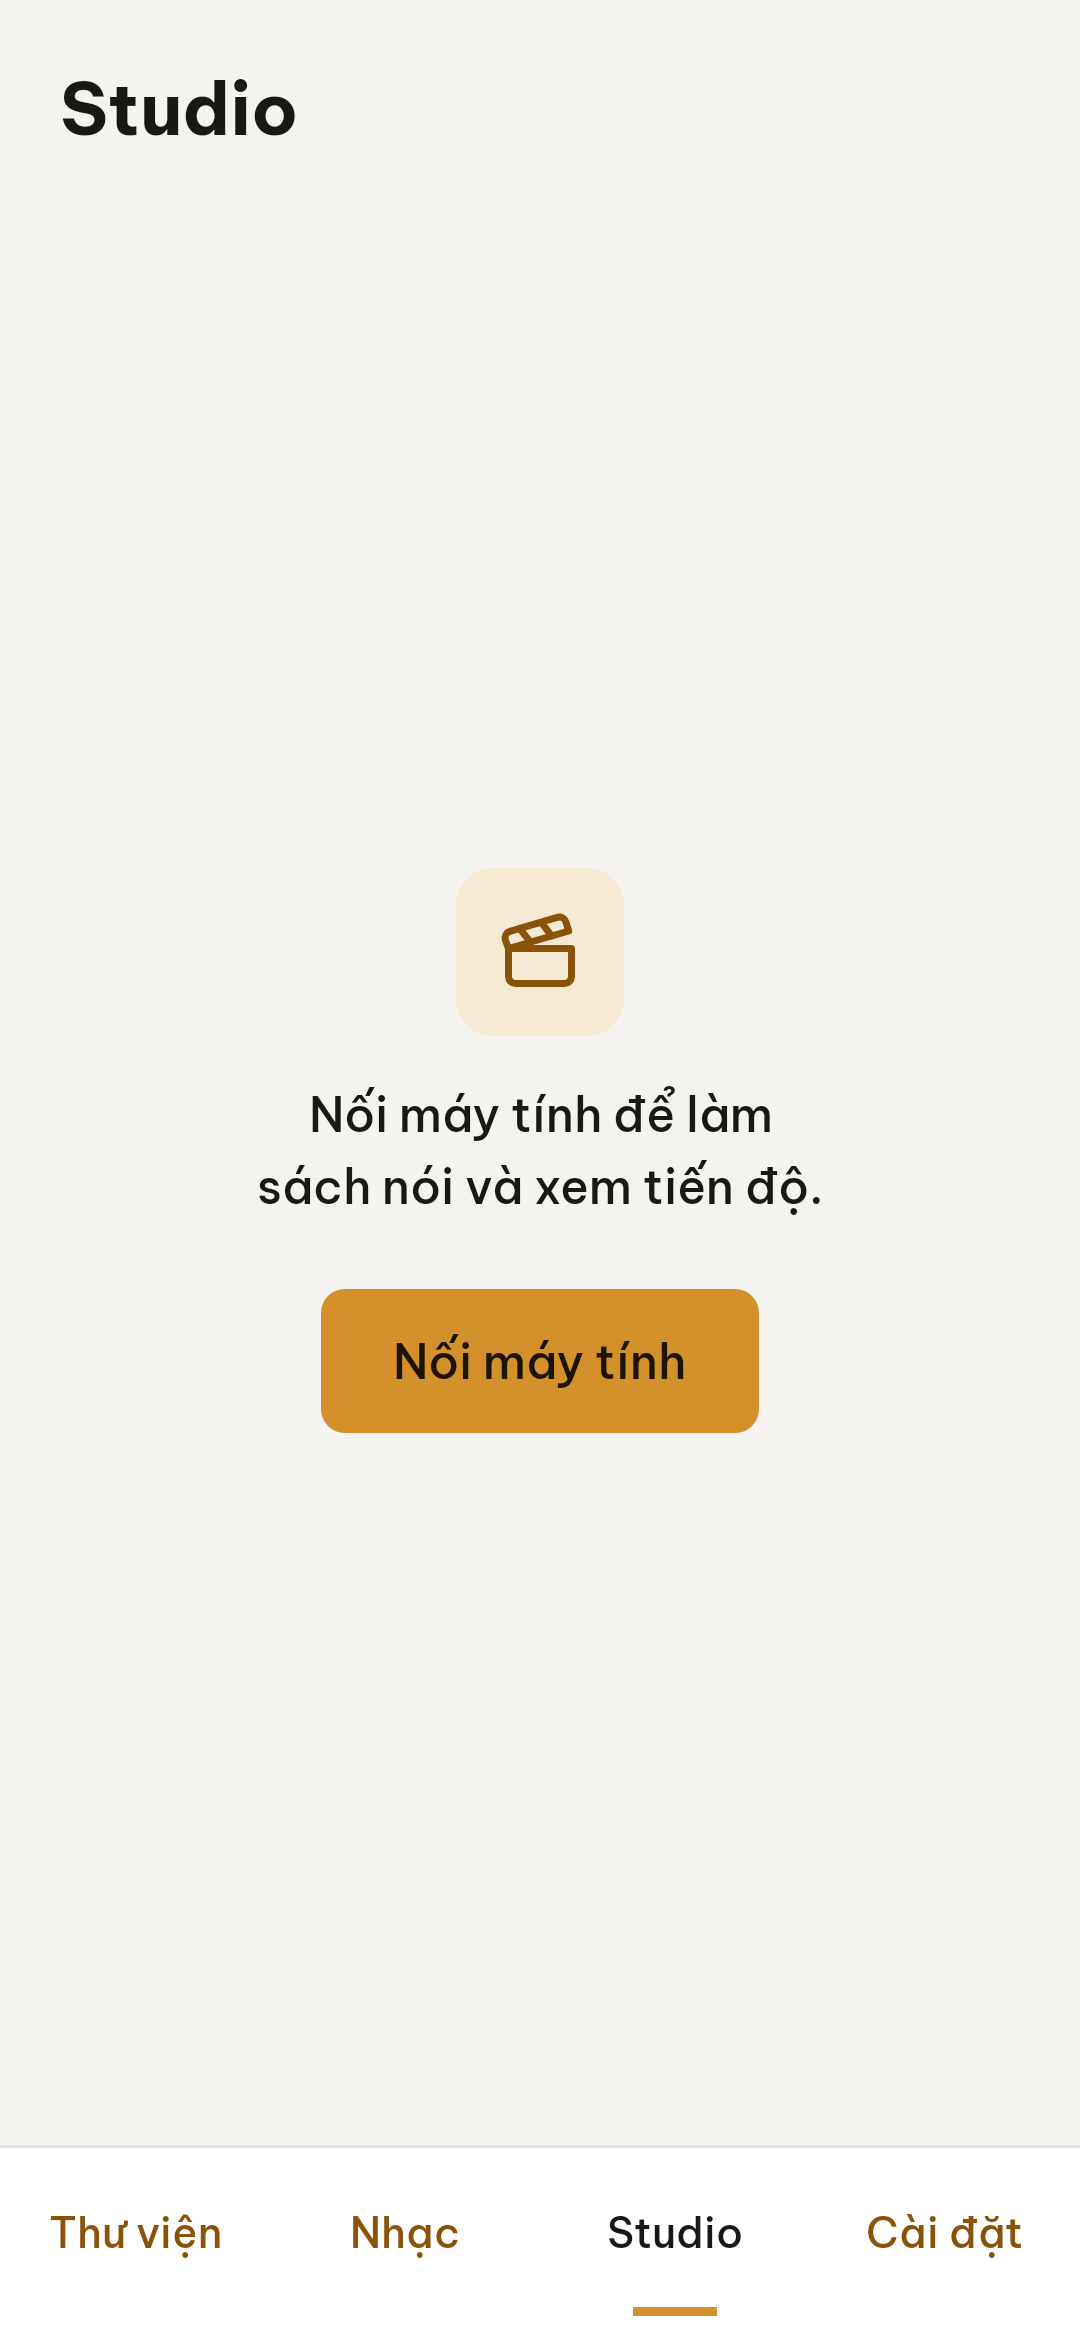 Studio
Nối máy tính để làm
sách nói và xem tiến độ.
Nối máy tính
Thư viện
Nhạc
Studio
Cài đặt